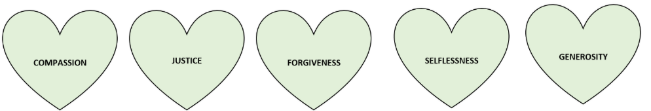 COMPASSION
JUSTICE
FORGIVENESS
SELFLESSNESS
GENEROSITY